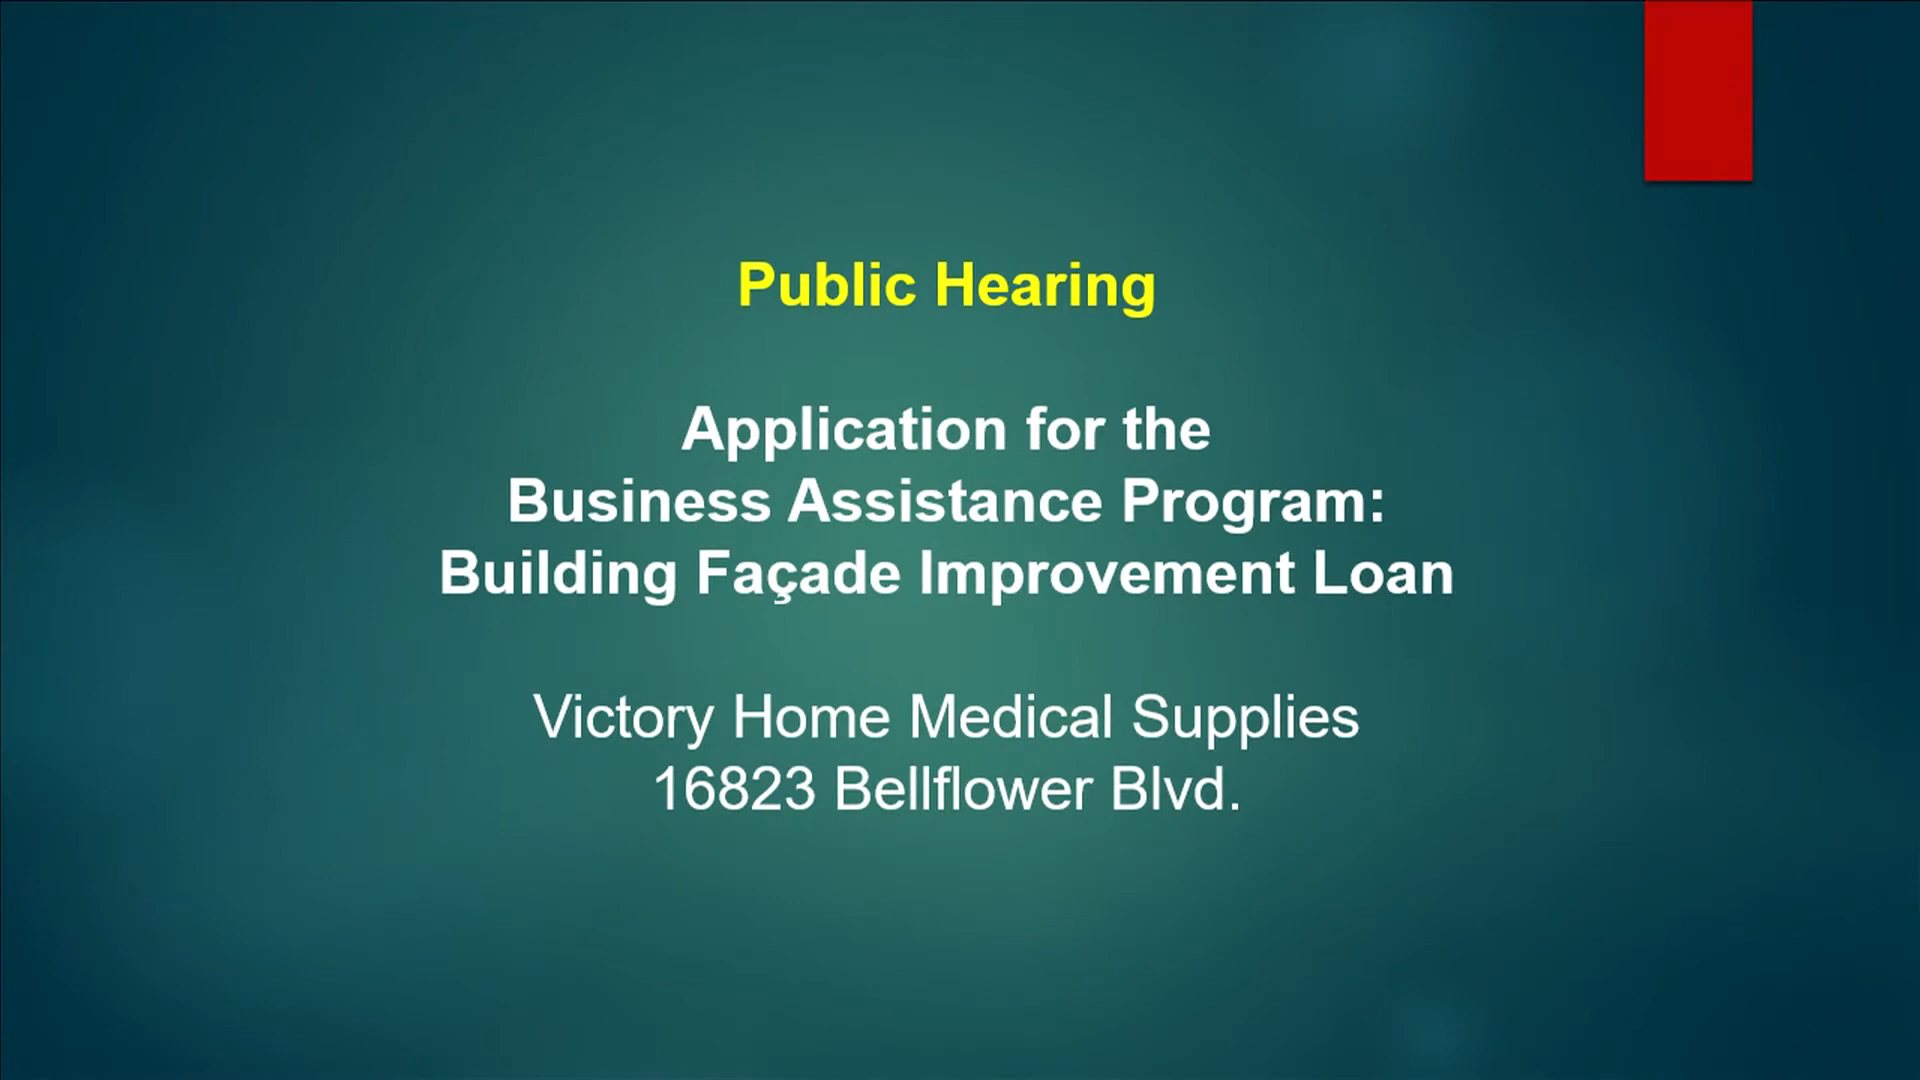 Public Hearing
Application for the
Business Assistance Program:
Building Façade Improvement Loan
Victory Home Medical Supplies
16823 Bellflower Blvd.